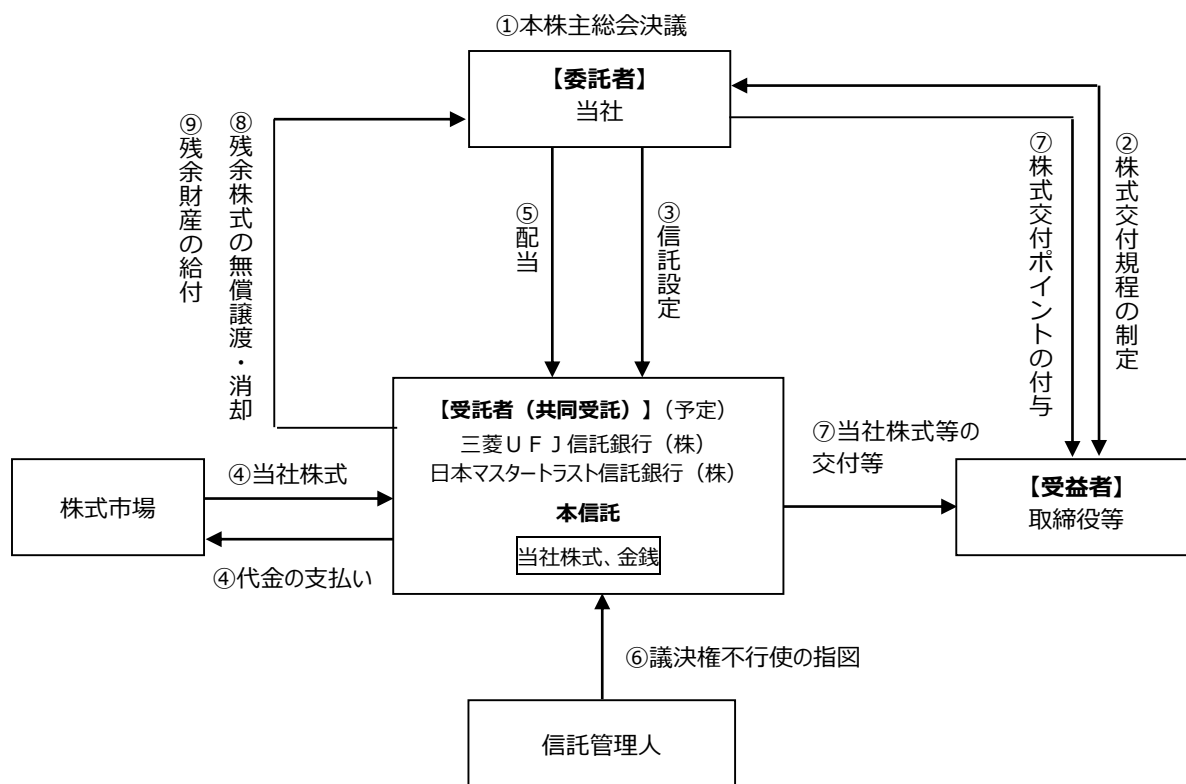 ①本株主総会決議
【委託者】
当社
⑨残余財産の給付
⑧残余株式の無償譲渡・消却
⑤配当
③信託設定
⑦株式交付ポイントの付与
②株式交付規程の制定
【受託者（共同受託）】（予定）
三菱ＵＦＪ信託銀行（株）
日本マスタートラスト信託銀行（株）
本信託
当社株式、金銭
株式市場
④当社株式
④代金の支払い
⑦当社株式等の
交付等
【受益者】
取締役等
⑥議決権不行使の指図
信託管理人